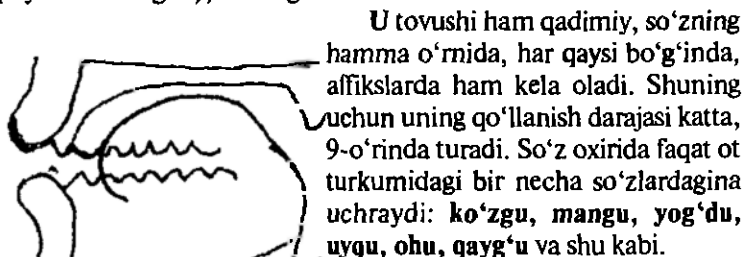 U tovushi ham qadimiy, so‘zning
hamma o‘rnida, har qaysi bo‘g‘inda,
affikslarda ham kela oladi. Shuning
uchun uning qo‘llanish darajasi katta,
9-o‘rinda turadi. So‘z oxirida faqat ot
turkumidagi bir necha so‘zlardagina
uchraydi: ko‘zgu, mangu, yog‘du,
uyqu, ohu, qayg‘u va shu kabi.